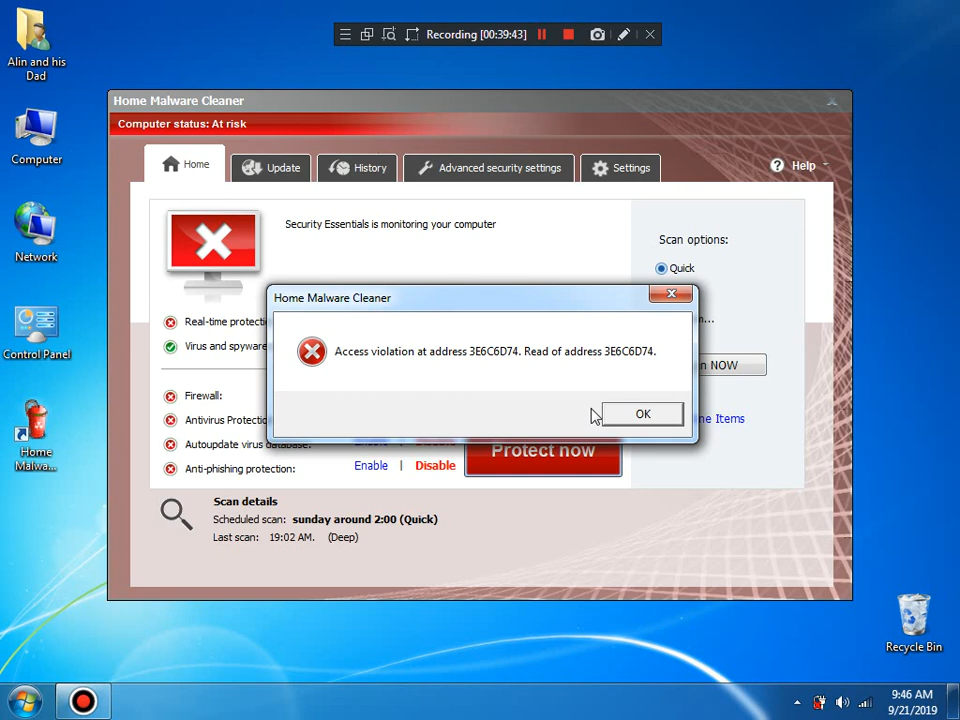 Recording [00:39:43]
Alin and his
Dad
Computer
Network
Control Panel
Home
Malwa...
Home Malware Cleaner
Computer status: At risk
Home
Update
History
Advanced security settings
Settings
Help
Security Essentials is monitoring your computer
Scan options:
Quick
Real-time protecti
Virus and spyware
Firewall:
Antivirus Protectio
Autoupdate virus database:
Anti-phishing protection:
Enable | Disable
Protect now
NOW
Items
Home Malware Cleaner
Access violation at address 3E6C6D74. Read of address 3E6C6D74.
OK
Scan details
Scheduled scan: sunday around 2:00 (Quick)
Last scan: 19:02 AM. (Deep)
Recycle Bin
9:46 AM
9/21/2019